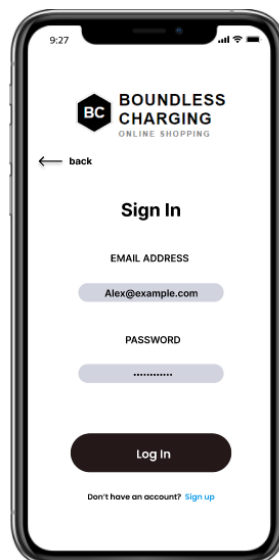 9:27
BC
BOUNDLESS
CHARGING
ONLINE SHOPPING
back
Sign In
EMAIL ADDRESS
Alex@example.com
PASSWORD
••••••••••••
Log In
Don't have an account? Sign up